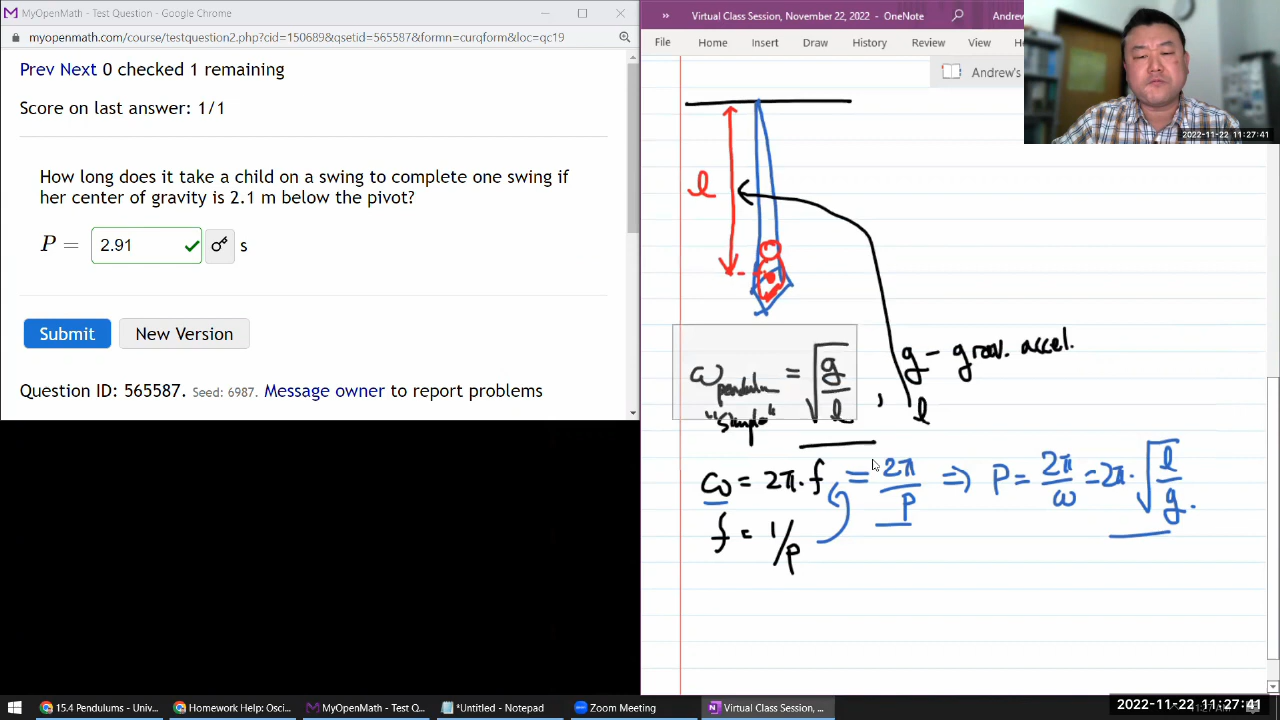 MyOpenMath - Test Question - Google Chrome
myopenmath.com/course/testquestion2.php?cid=150689&qsetid=565587&formn=curqform&loc=qc19
Prev Next 0 checked 1 remaining
Score on last answer: 1/1
How long does it take a child on a swing to complete one swing if
her center of gravity is 2.1 m below the pivot?
P = 2.91 s
Submit New Version
Question ID: 565587. Seed: 6987. Message owner to report problems
» Virtual Class Session, November 22, 2022 - OneNote Andrew
File Home Insert Draw History Review View H
Andrew's
2022-11-22 11:27:41
l
ω pendulum "simple" = √(g/l) , g - grav. accel.
l
ω = 2π·f = 2π/P ⇒ P = 2π/ω = 2π·√(l/g).
f = 1/P
15.4 Pendulums - Univ... Homework Help: Osci... MyOpenMath - Test Q... *Untitled - Notepad Zoom Meeting Virtual Class Session, ... 2022-11-22 11:27:41